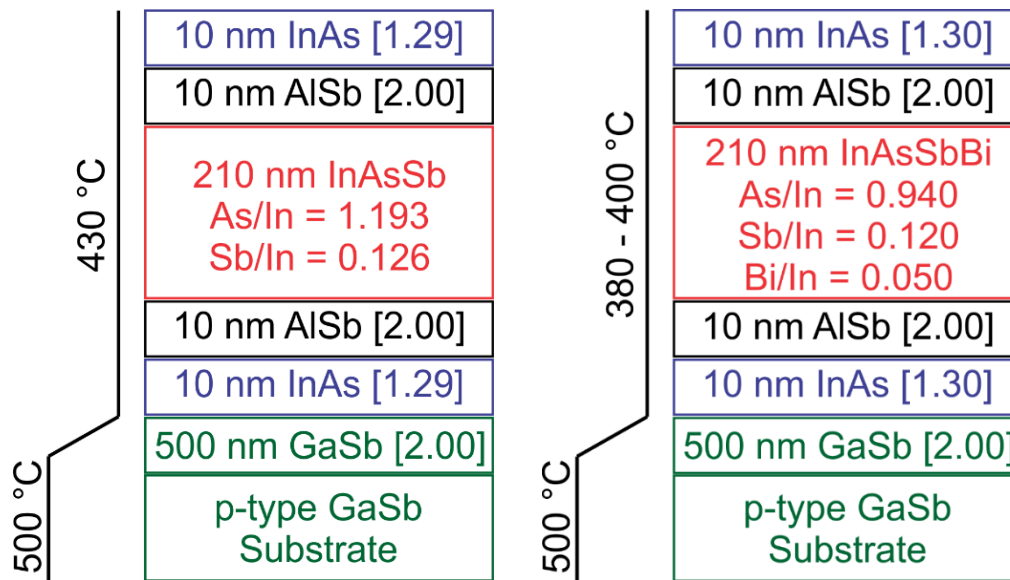 10 nm InAs [1.29]
10 nm AlSb [2.00]
210 nm InAsSb
As/In = 1.193
Sb/In = 0.126
10 nm AlSb [2.00]
10 nm InAs [1.29]
500 nm GaSb [2.00]
p-type GaSb
Substrate
430 °C
500 °C
10 nm InAs [1.30]
10 nm AlSb [2.00]
210 nm InAsSbBi
As/In = 0.940
Sb/In = 0.120
Bi/In = 0.050
10 nm AlSb [2.00]
10 nm InAs [1.30]
500 nm GaSb [2.00]
p-type GaSb
Substrate
380 - 400 °C
500 °C